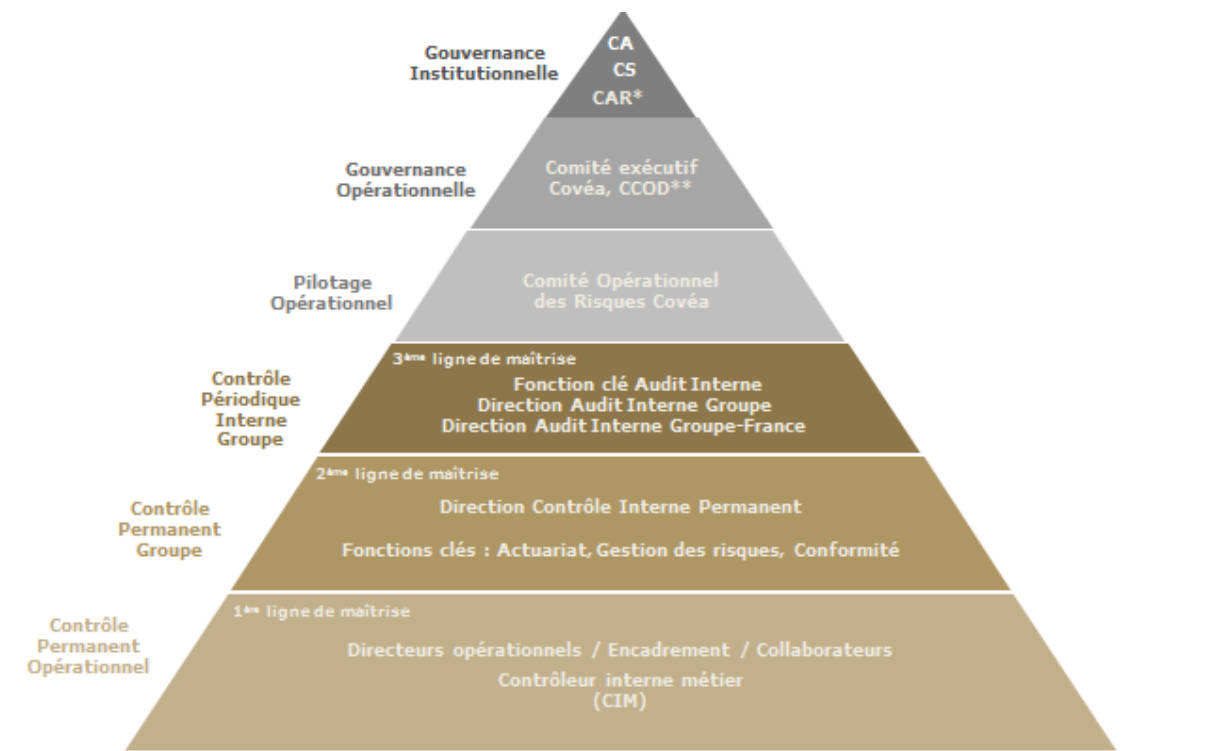 Gouvernance
Institutionnelle
CA
CS
CAR*
Gouvernance
Opérationnelle
Comité exécutif
Covéa, CCOD**
Pilotage
Opérationnel
Comité Opérationnel
des Risques Covéa
Contrôle
Périodique
Interne
Groupe
3ème ligne de maîtrise
Fonction clé Audit Interne
Direction Audit Interne Groupe
Direction Audit Interne Groupe-France
Contrôle
Permanent
Groupe
2ème ligne de maîtrise
Direction Contrôle Interne Permanent
Fonctions clés : Actuariat, Gestion des risques, Conformité
Contrôle
Permanent
Opérationnel
1ère ligne de maîtrise
Directeurs opérationnels / Encadrement / Collaborateurs
Contrôleur interne métier
(CIM)